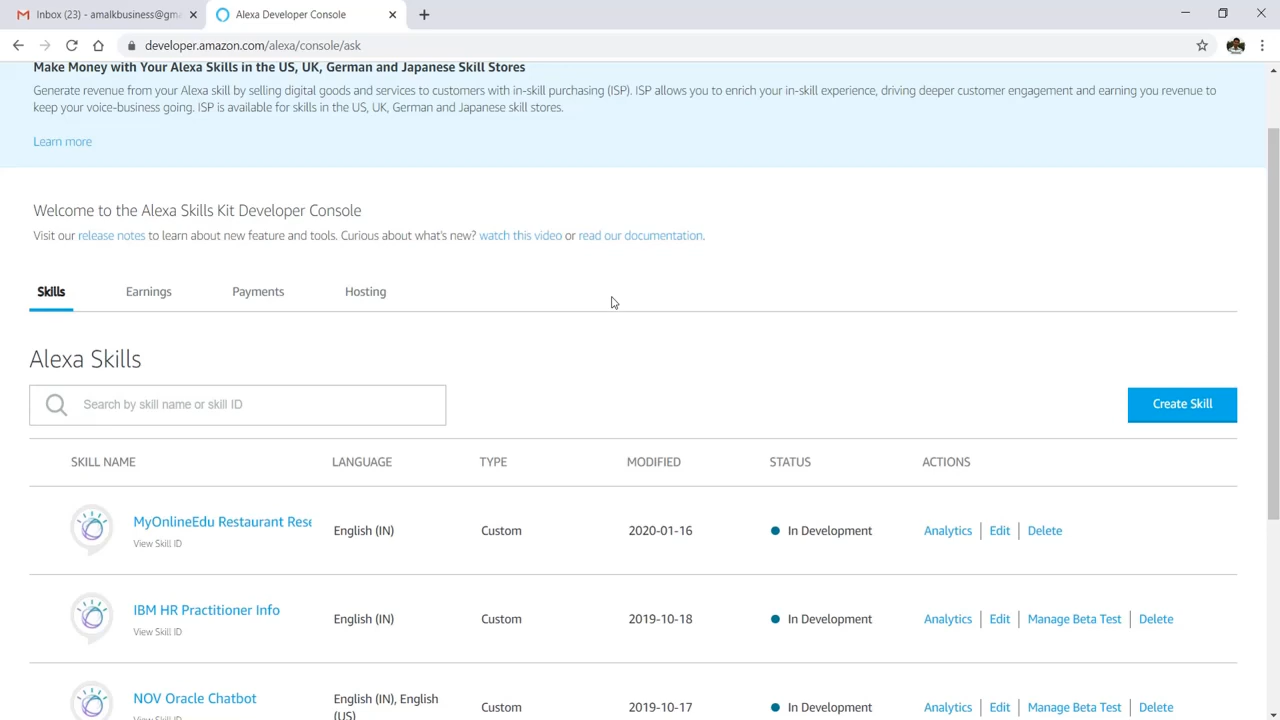 Inbox (23) - amalkbusiness@gm
Alexa Developer Console
developer.amazon.com/alexa/console/ask
Make Money with Your Alexa Skills in the US, UK, German and Japanese Skill Stores
Generate revenue from your Alexa skill by selling digital goods and services to customers with in-skill purchasing (ISP). ISP allows you to enrich your in-skill experience, driving deeper customer engagement and earning you revenue to
keep your voice-business going. ISP is available for skills in the US, UK, German and Japanese skill stores.
Learn more
Welcome to the Alexa Skills Kit Developer Console
Visit our release notes to learn about new feature and tools. Curious about what's new? watch this video or read our documentation.
Skills Earnings Payments Hosting
Alexa Skills
Search by skill name or skill ID
Create Skill
SKILL NAME LANGUAGE TYPE MODIFIED STATUS ACTIONS
MyOnlineEdu Restaurant Rese
View Skill ID
English (IN) Custom 2020-01-16 In Development Analytics Edit Delete
IBM HR Practitioner Info
View Skill ID
English (IN) Custom 2019-10-18 In Development Analytics Edit Manage Beta Test Delete
NOV Oracle Chatbot
View Skill ID
English (IN), English
(US)
Custom 2019-10-17 In Development Analytics Edit Manage Beta Test Delete